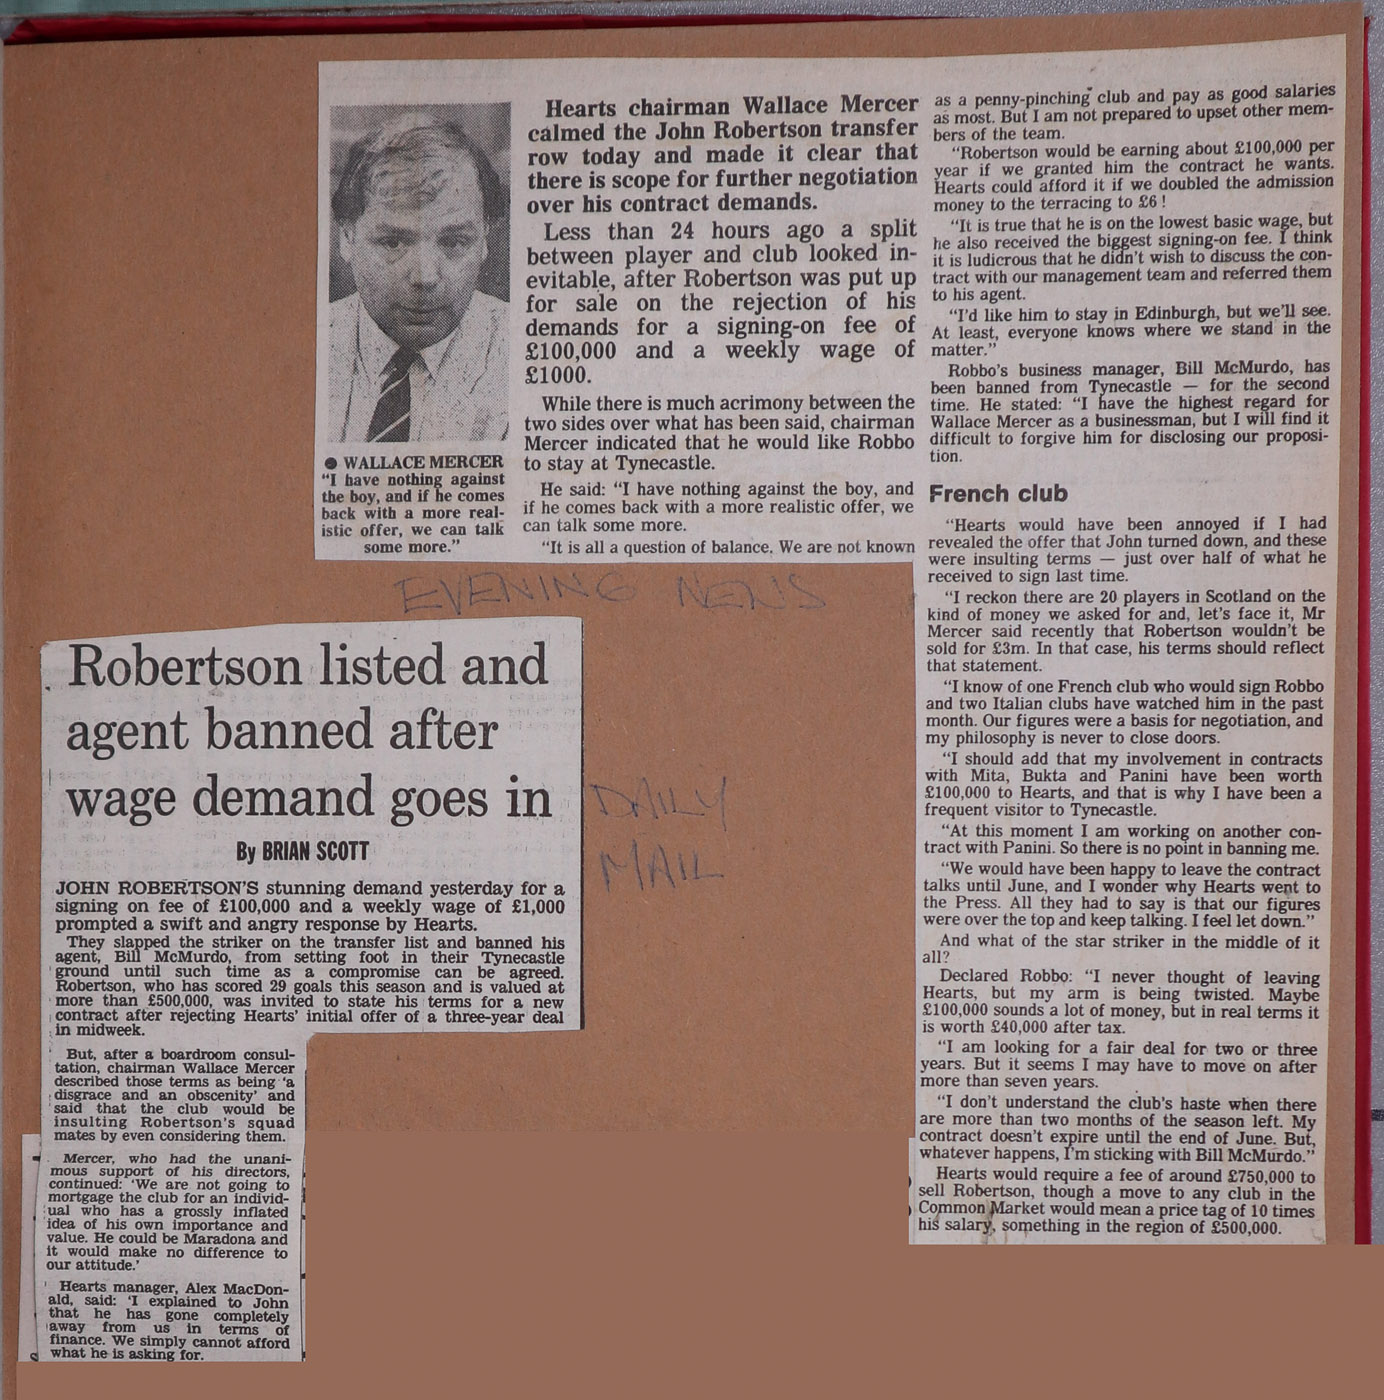 ● WALLACE MERCER
"I have nothing against
the boy, and if he comes
back with a more real-
istic offer, we can talk
some more."
Hearts chairman Wallace Mercer
calmed the John Robertson transfer
row today and made it clear that
there is scope for further negotiation
over his contract demands.
Less than 24 hours ago a split
between player and club looked in-
evitable, after Robertson was put up
for sale on the rejection of his
demands for a signing-on fee of
£100,000 and a weekly wage of
£1000.
While there is much acrimony between the
two sides over what has been said, chairman
Mercer indicated that he would like Robbo
to stay at Tynecastle.
He said: "I have nothing against the boy, and
if he comes back with a more realistic offer, we
can talk some more.
"It is all a question of balance. We are not known
as a penny-pinching club and pay as good salaries
as most. But I am not prepared to upset other mem-
bers of the team.
"Robertson would be earning about £100,000 per
year if we granted him the contract he wants.
Hearts could afford it if we doubled the admission
money to the terracing to £6!
"It is true that he is on the lowest basic wage, but
he also received the biggest signing-on fee. I think
it is ludicrous that he didn't wish to discuss the con-
tract with our management team and referred them
to his agent.
"I'd like him to stay in Edinburgh, but we'll see.
At least, everyone knows where we stand in the
matter."
Robbo's business manager, Bill McMurdo, has
been banned from Tynecastle — for the second
time. He stated: "I have the highest regard for
Wallace Mercer as a businessman, but I will find it
difficult to forgive him for disclosing our proposi-
tion.
French club
"Hearts would have been annoyed if I had
revealed the offer that John turned down, and these
were insulting terms — just over half of what he
received to sign last time.
"I reckon there are 20 players in Scotland on the
kind of money we asked for and, let's face it, Mr
Mercer said recently that Robertson wouldn't be
sold for £3m. In that case, his terms should reflect
that statement.
"I know of one French club who would sign Robbo
and two Italian clubs have watched him in the past
month. Our figures were a basis for negotiation, and
my philosophy is never to close doors.
"I should add that my involvement in contracts
with Mita, Bukta and Panini have been worth
£100,000 to Hearts, and that is why I have been a
frequent visitor to Tynecastle.
"At this moment I am working on another con-
tract with Panini. So there is no point in banning me.
"We would have been happy to leave the contract
talks until June, and I wonder why Hearts went to
the Press. All they had to say is that our figures
were over the top and keep talking. I feel let down."
And what of the star striker in the middle of it
all?
Declared Robbo: "I never thought of leaving
Hearts, but my arm is being twisted. Maybe
£100,000 sounds a lot of money, but in real terms it
is worth £40,000 after tax.
"I am looking for a fair deal for two or three
years. But it seems I may have to move on after
more than seven years.
"I don't understand the club's haste when there
are more than two months of the season left. My
contract doesn't expire until the end of June. But,
whatever happens, I'm sticking with Bill McMurdo."
Hearts would require a fee of around £750,000 to
sell Robertson, though a move to any club in the
Common Market would mean a price tag of 10 times
his salary, something in the region of £500,000.
EVENING NEWS
Robertson listed and
agent banned after
wage demand goes in
By BRIAN SCOTT
JOHN ROBERTSON'S stunning demand yesterday for a
signing on fee of £100,000 and a weekly wage of £1,000
prompted a swift and angry response by Hearts.
They slapped the striker on the transfer list and banned his
agent, Bill McMurdo, from setting foot in their Tynecastle
ground until such time as a compromise can be agreed.
Robertson, who has scored 29 goals this season and is valued at
more than £500,000, was invited to state his terms for a new
contract after rejecting Hearts' initial offer of a three-year deal
in midweek.
But, after a boardroom consul-
tation, chairman Wallace Mercer
described those terms as being 'a
disgrace and an obscenity' and
said that the club would be
insulting Robertson's squad
mates by even considering them.
Mercer, who had the unani-
mous support of his directors,
continued: 'We are not going to
mortgage the club for an individ-
ual who has a grossly inflated
idea of his own importance and
value. He could be Maradona and
it would make no difference to
our attitude.'
Hearts manager, Alex MacDon-
ald, said: 'I explained to John
that he has gone completely
away from us in terms of
finance. We simply cannot afford
what he is asking for.
DAILY
MAIL